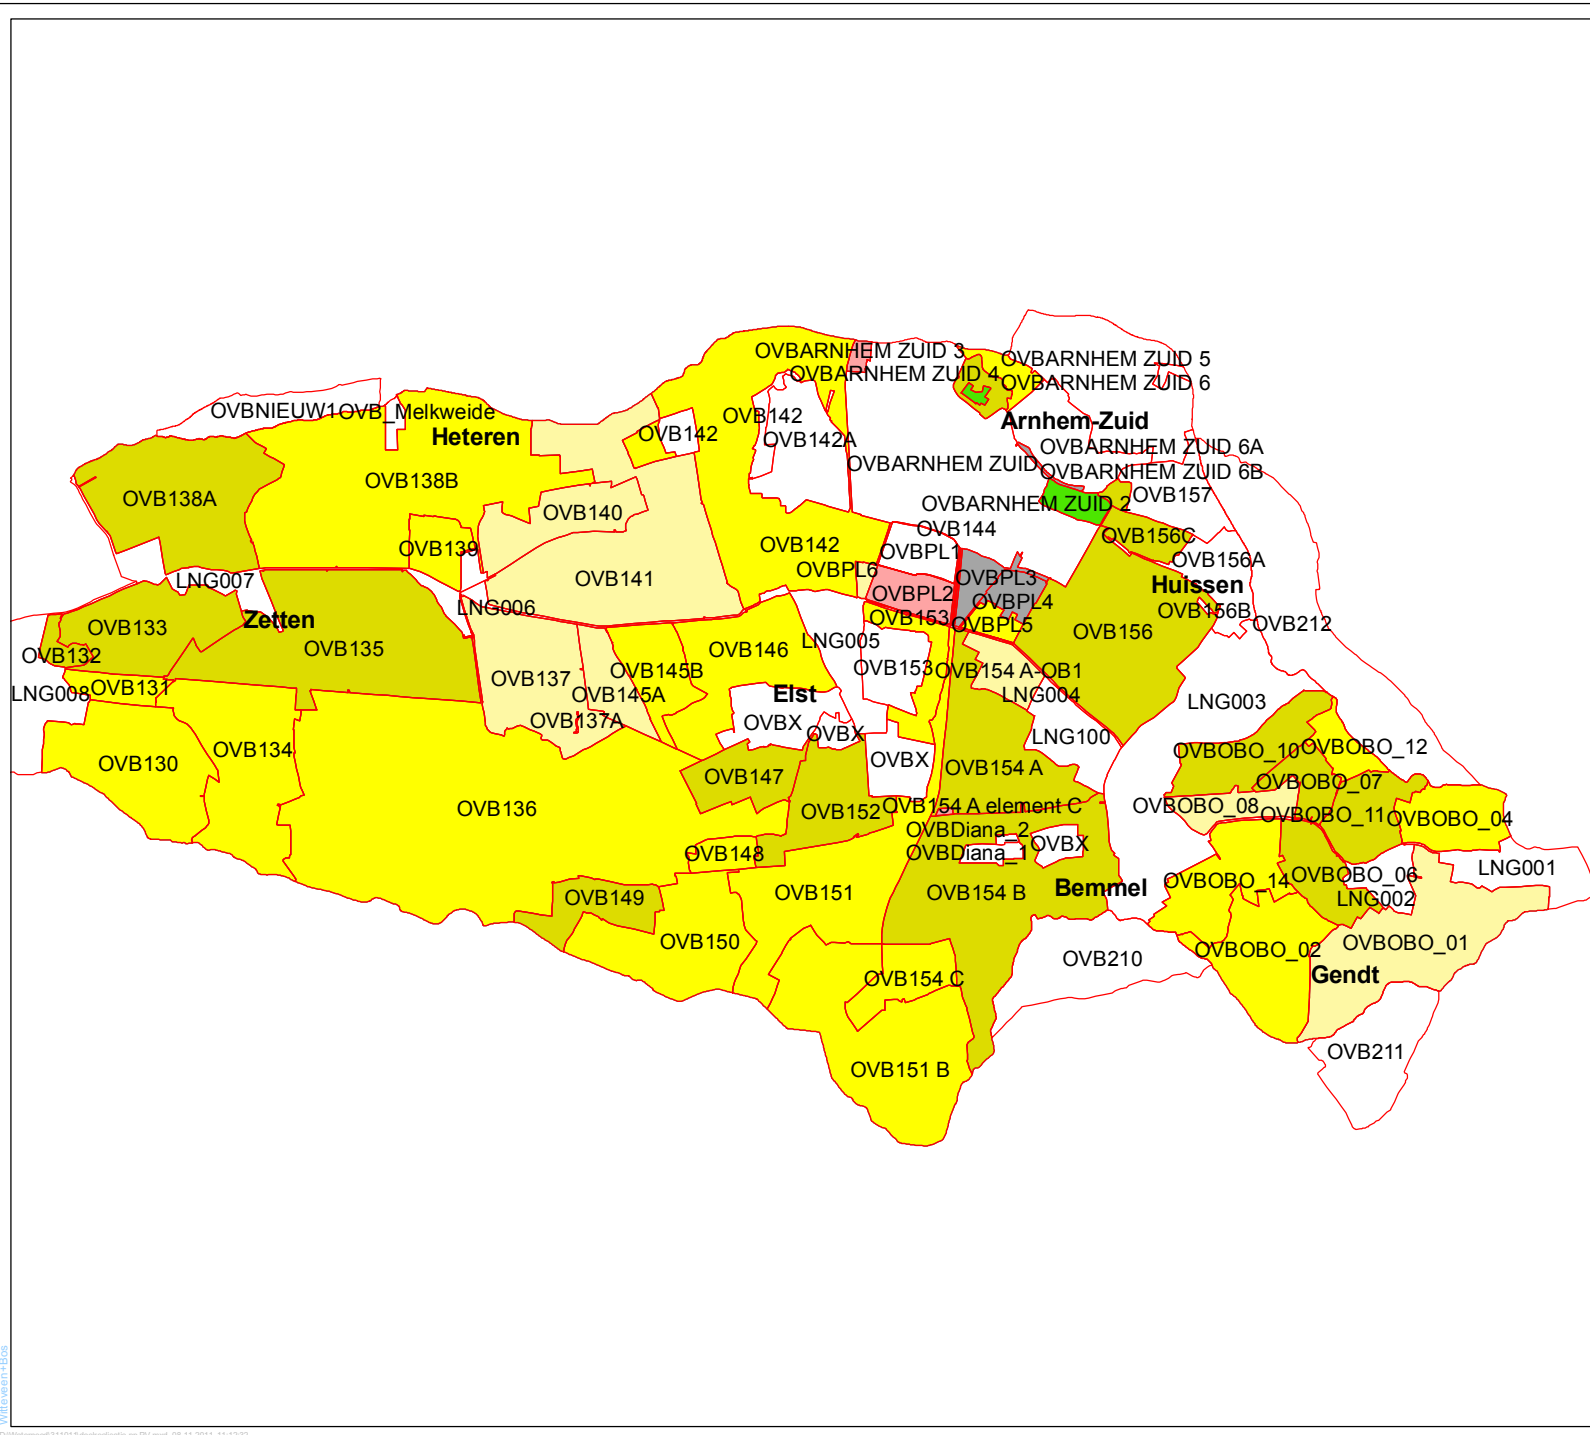 OVBARNHEM ZUID 3
OVBARNHEM ZUID 5
OVBARNHEM ZUID 4
OVBARNHEM ZUID 6
OVBNIEUW1
OVB_Melkweide
OVB142
OVB142
OVB142A
Heteren
Arnhem-Zuid
OVBARNHEM ZUID 6A
OVBARNHEM ZUID
OVBARNHEM ZUID 6B
OVB138A
OVB138B
OVB157
OVBARNHEM ZUID 2
OVB140
OVB144
OVB156C
OVB139
OVB142
OVBPL1
OVB156A
OVBPL6
LNG007
OVB141
OVBPL3
Huissen
OVBPL2
OVBPL4
LNG006
OVB156B
Zetten
OVB153
OVBPL5
OVB212
OVB133
OVB156
OVB132
OVB135
OVB146
LNG005
OVB153
OVB154 A-OB1
OVB145B
OVB137
LNG008
OVB131
OVB145A
Elst
LNG004
LNG003
OVB137A
OVBX
OVBX
LNG100
OVB134
OVBX
OVBOBO_10
OVBOBO_12
OVB130
OVB147
OVB154 A
OVBOBO_07
OVB136
OVB152
OVB154 A element C
OVBOBO_08
OVBOBO_11
OVBOBO_04
OVBDiana_2
OVBX
OVB148
OVBDiana_1
LNG001
OVBOBO_14
OVBOBO_06
Bemmel
OVB149
OVB151
OVB154 B
LNG002
OVB150
OVBOBO_02
OVBOBO_01
OVB210
Gendt
OVB154 C
OVB211
OVB151 B
Witteveen+Bos